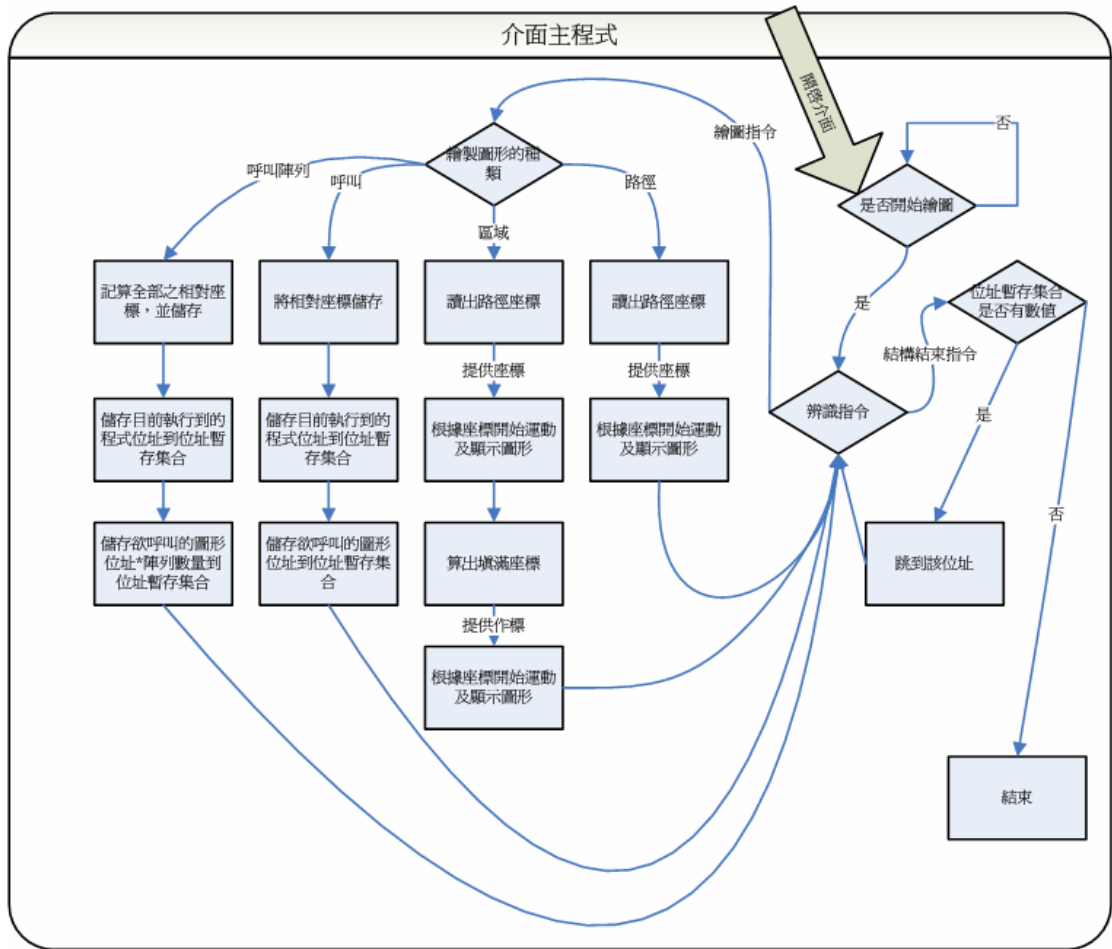 介面主程式
開啓介面
否
繪圖指令
繪製圖形的種
類
呼叫陣列
呼叫
路徑
是否開始繪圖
區域
記算全部之相對座
標，並儲存
將相對座標儲存
讀出路徑座標
讀出路徑座標
是
位址暫存集合
是否有數值
結構結束指令
提供座標
提供座標
辨識指令
是
儲存目前執行到的
程式位址到位址暫
存集合
儲存目前執行到的
程式位址到位址暫
存集合
根據座標開始運動
及顯示圖形
根據座標開始運動
及顯示圖形
否
儲存欲呼叫的圖形
位址*陣列數量到
位址暫存集合
儲存欲呼叫的圖形
位址到位址暫存集
合
算出填滿座標
跳到該位址
提供作標
根據座標開始運動
及顯示圖形
結束